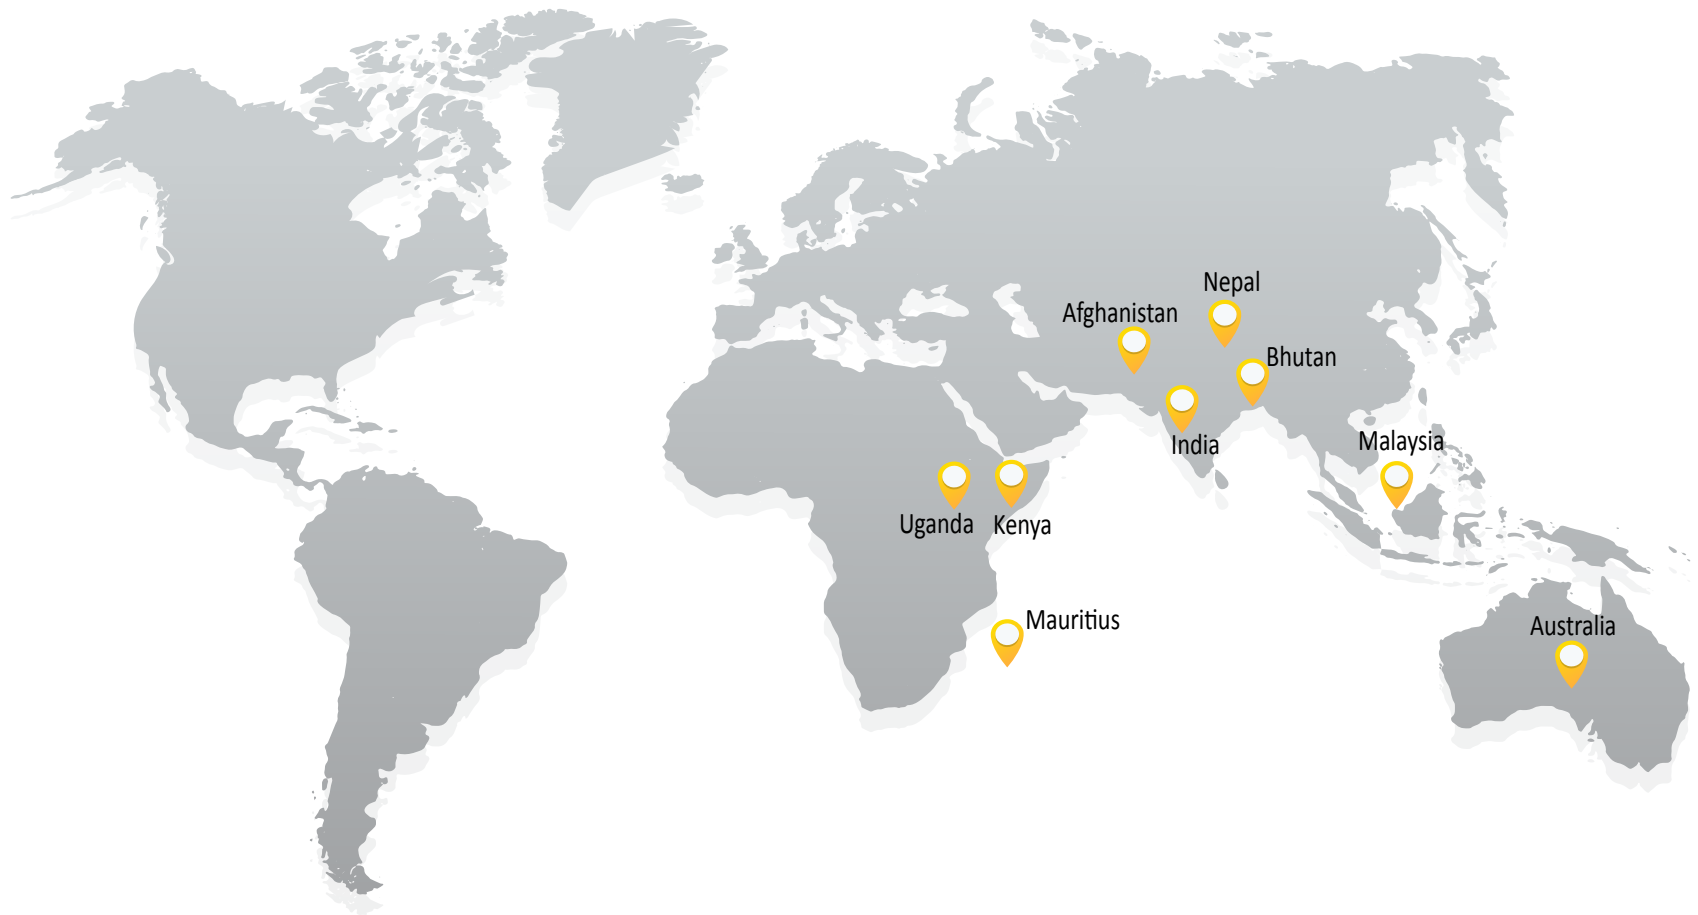 Nepal
Afghanistan
Bhutan
Malaysia
India
Uganda
Kenya
Mauritius
Australia